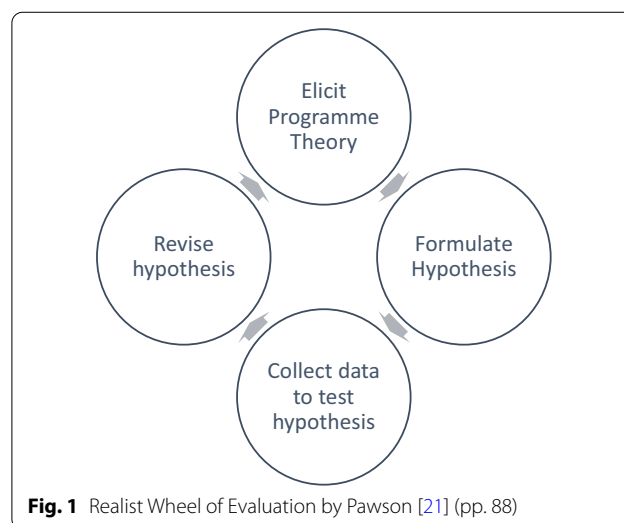 Elicit
Programme
Theory
Revise
hypothesis
Formulate
Hypothesis
Collect data
to test
hypothesis
Fig. 1 Realist Wheel of Evaluation by Pawson [21] (pp. 88)